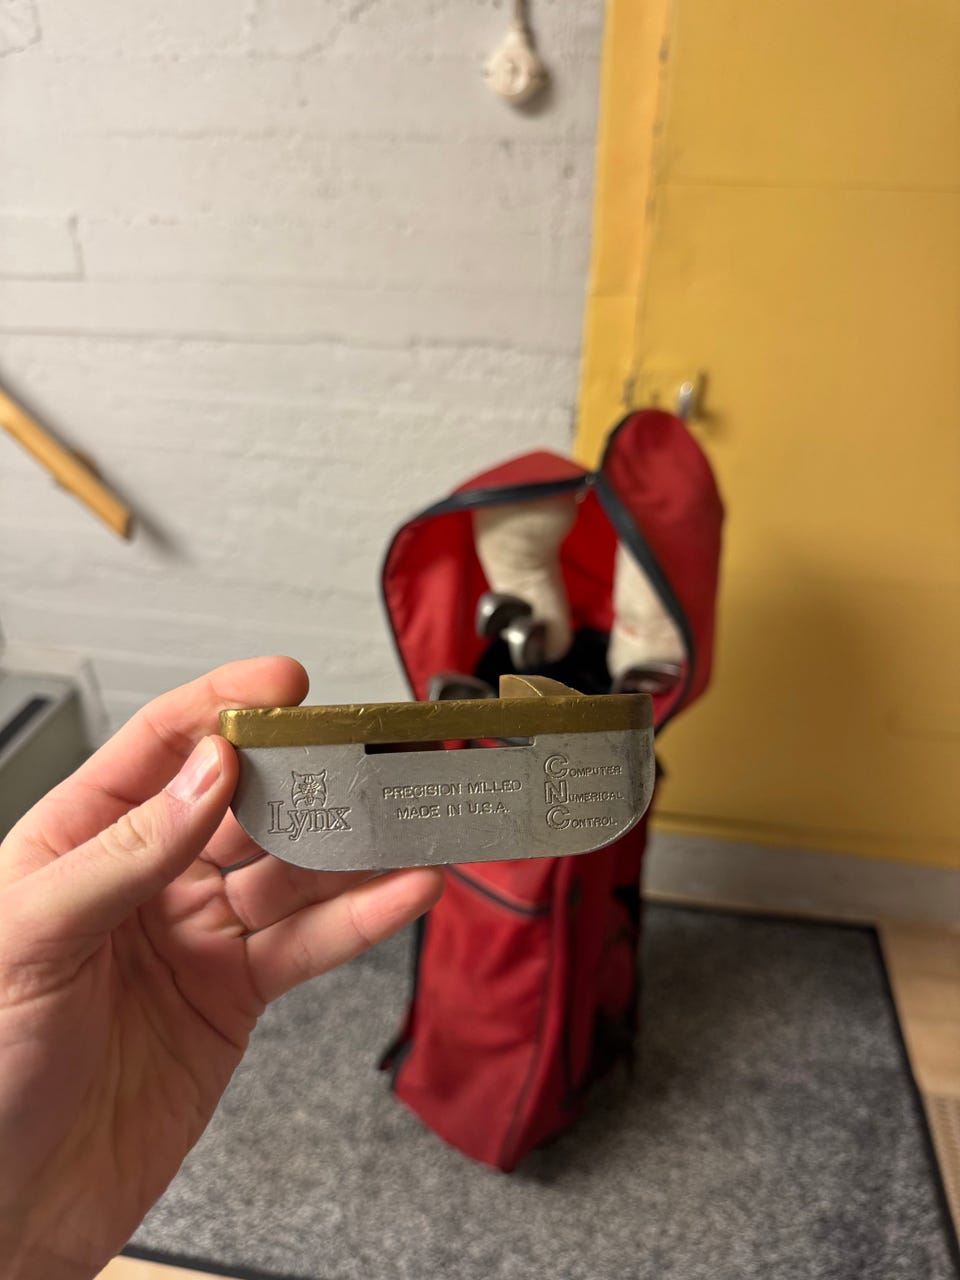 Lynx
PRECISION MILLED
MADE IN U.S.A.
COMPUTER
NUMERICAL
CONTROL